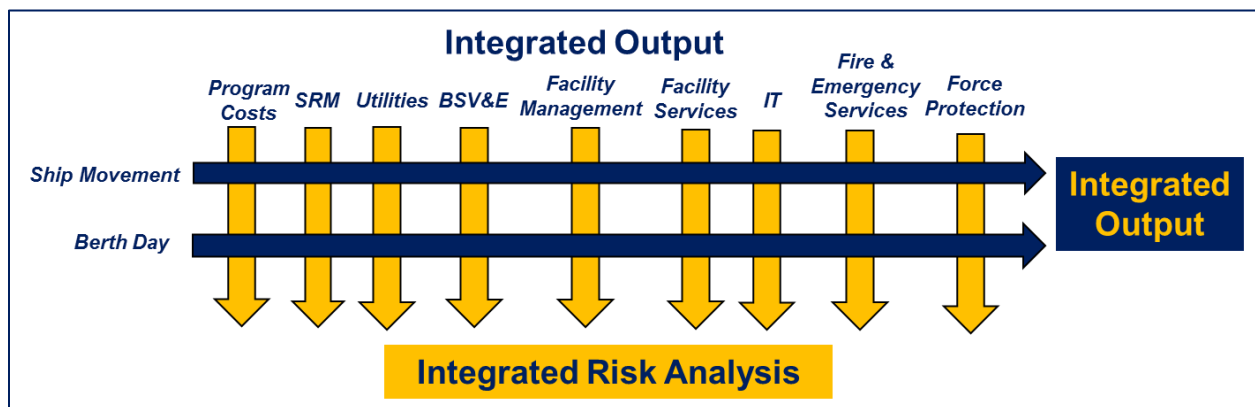 Integrated Output
Program
Costs
SRM
Utilities
BSV&E
Facility
Management
Facility
Services
IT
Fire &
Emergency
Services
Force
Protection
Ship Movement
Berth Day
Integrated
Output
Integrated Risk Analysis